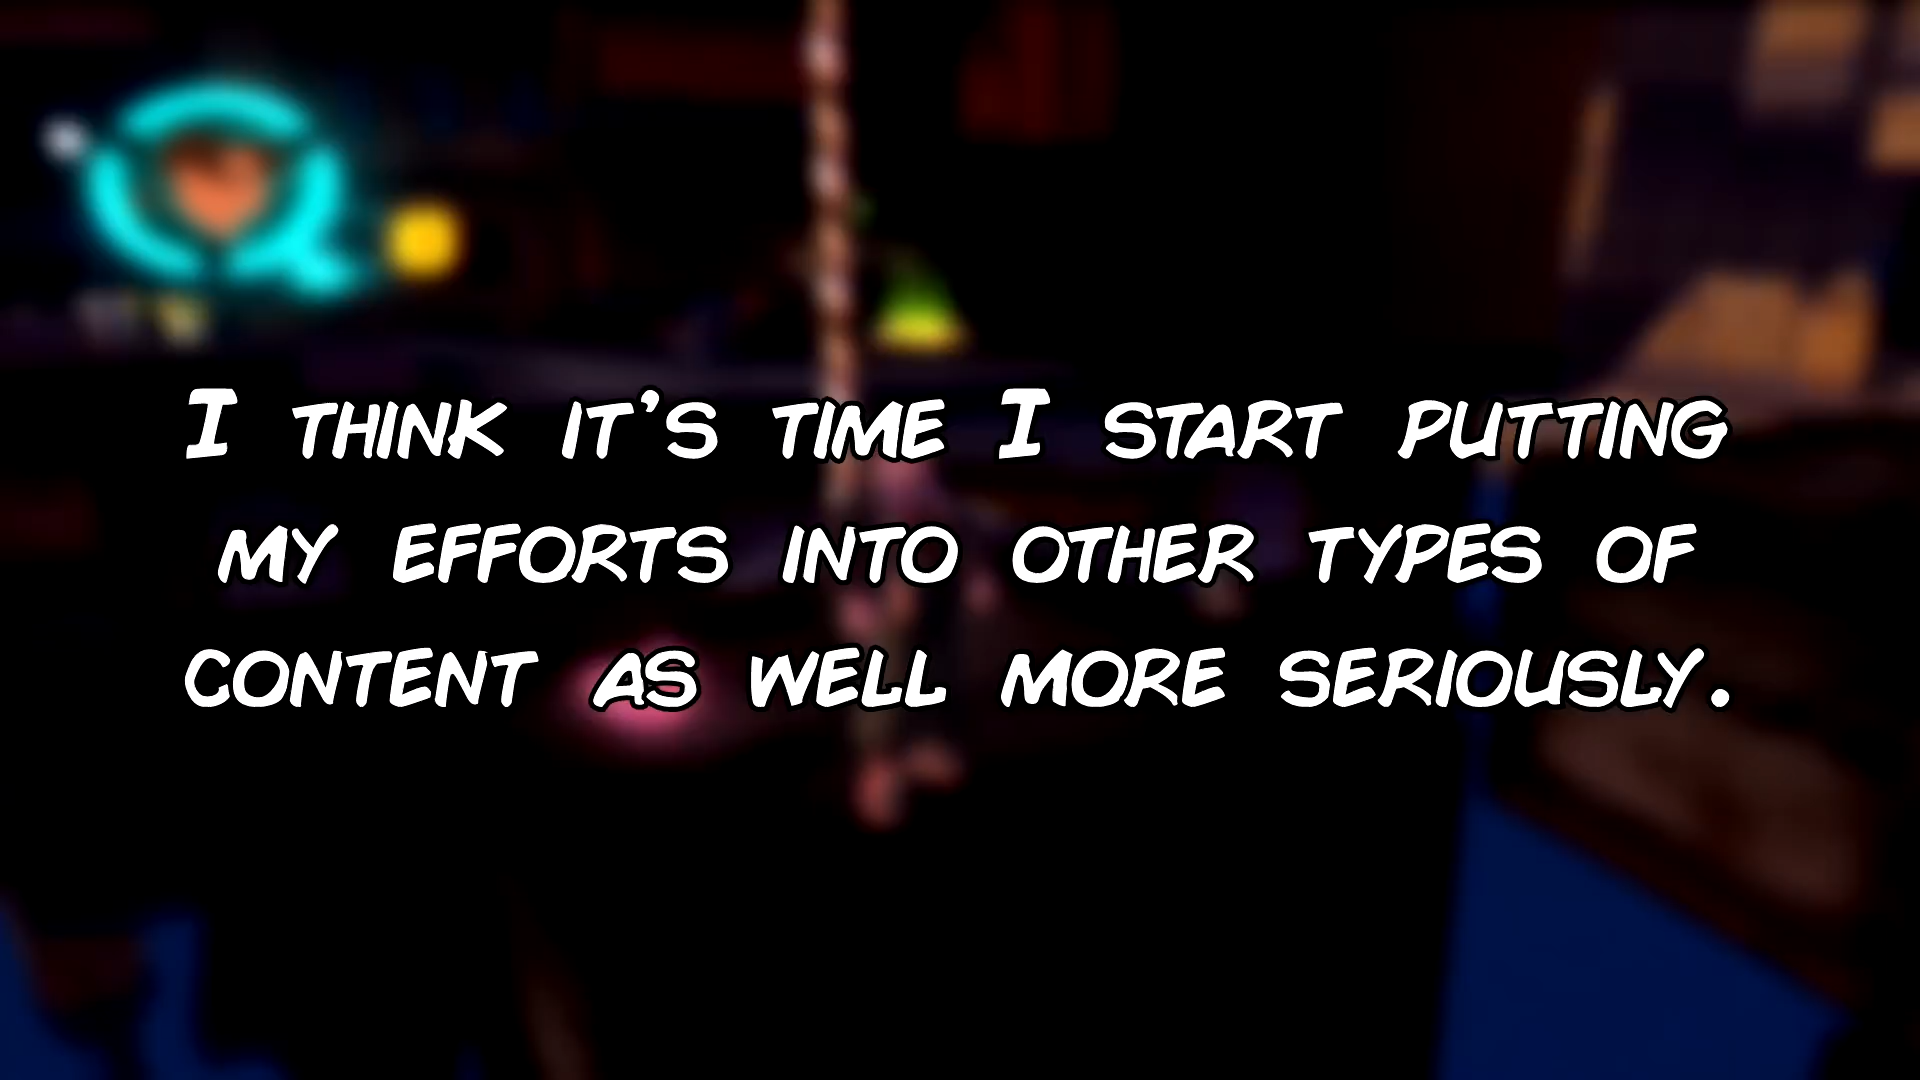 I THINK IT'S TIME I START PUTTING
MY EFFORTS INTO OTHER TYPES OF
CONTENT AS WELL MORE SERIOUSLY.